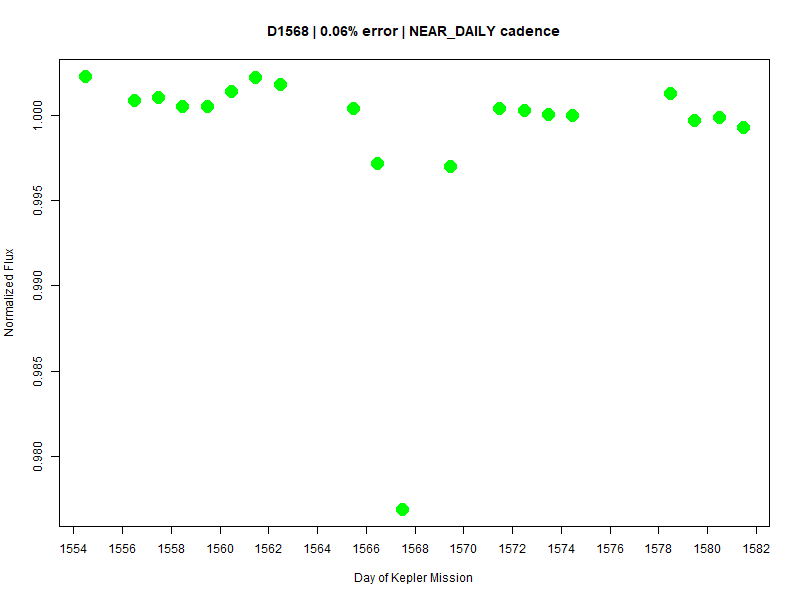 D1568 | 0.06% error | NEAR_DAILY cadence
Normalized Flux
1.000
0.995
0.990
0.985
0.980
1554 1556 1558 1560 1562 1564 1566 1568 1570 1572 1574 1576 1578 1580 1582
Day of Kepler Mission